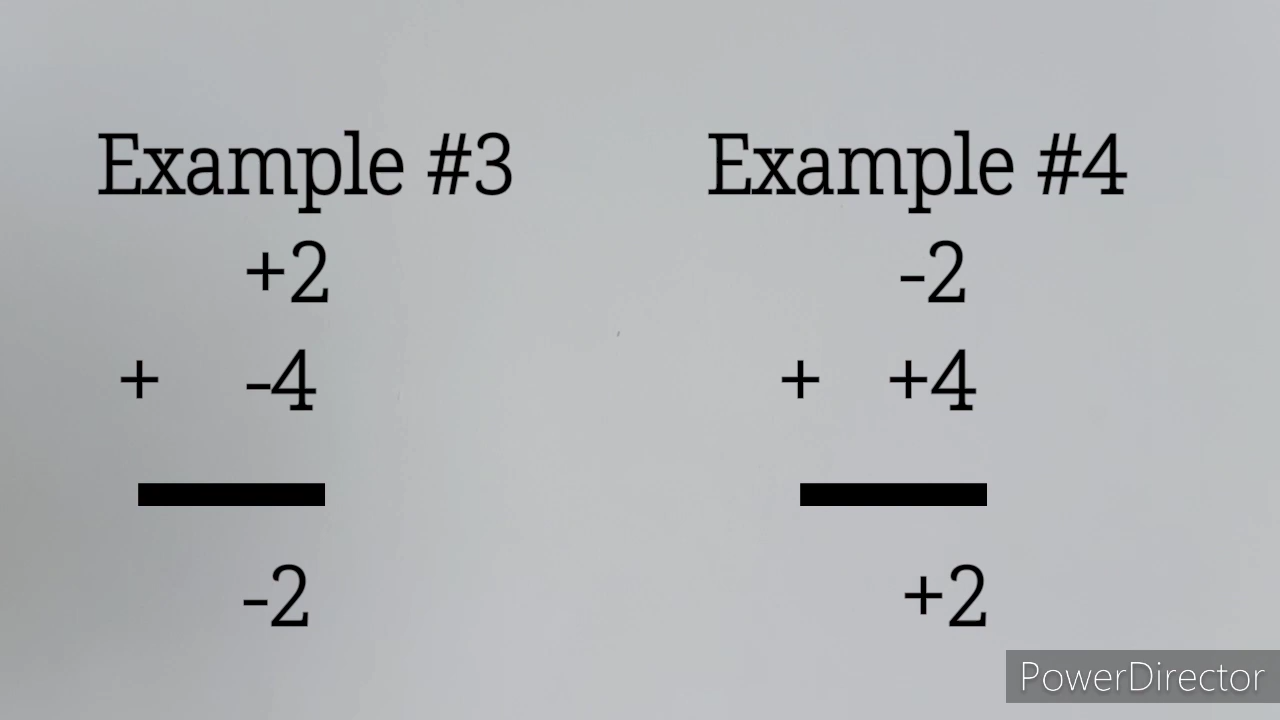 Example #3
+2
+ -4
-2
Example #4
-2
+ +4
+2
PowerDirector